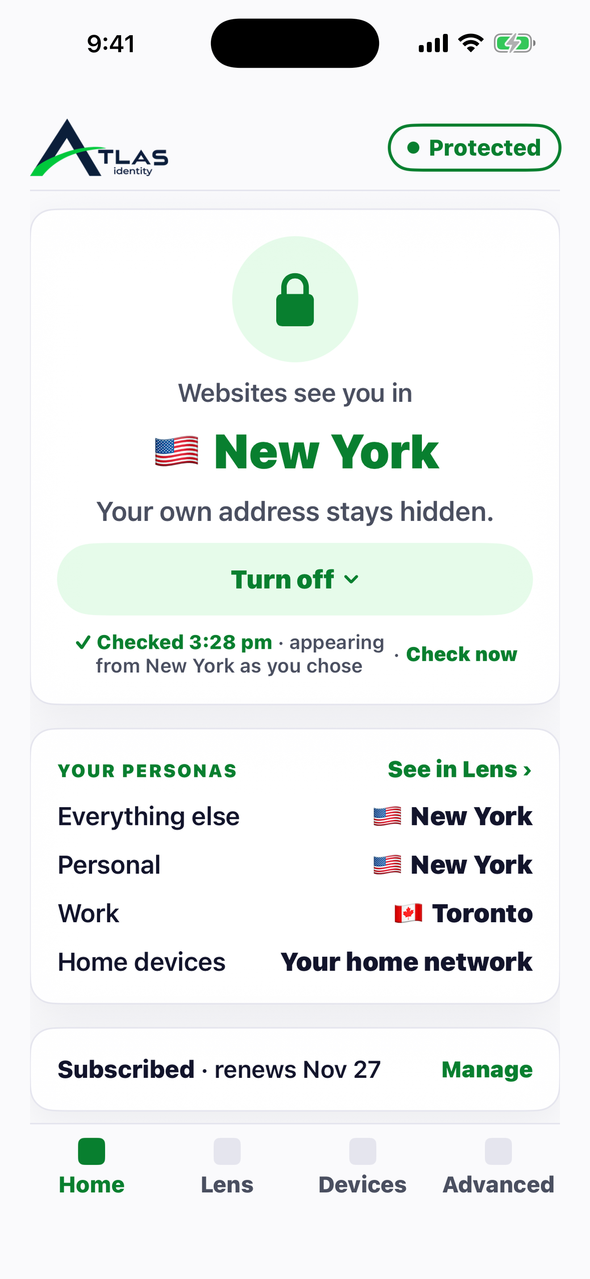 9:41
ATLAS
identity
Protected
Websites see you in
New York
Your own address stays hidden.
Turn off
Checked 3:28 pm · appearing
from New York as you chose
· Check now
YOUR PERSONAS
See in Lens ›
Everything else
New York
Personal
New York
Work
Toronto
Home devices
Your home network
Subscribed · renews Nov 27
Manage
Home
Lens
Devices
Advanced